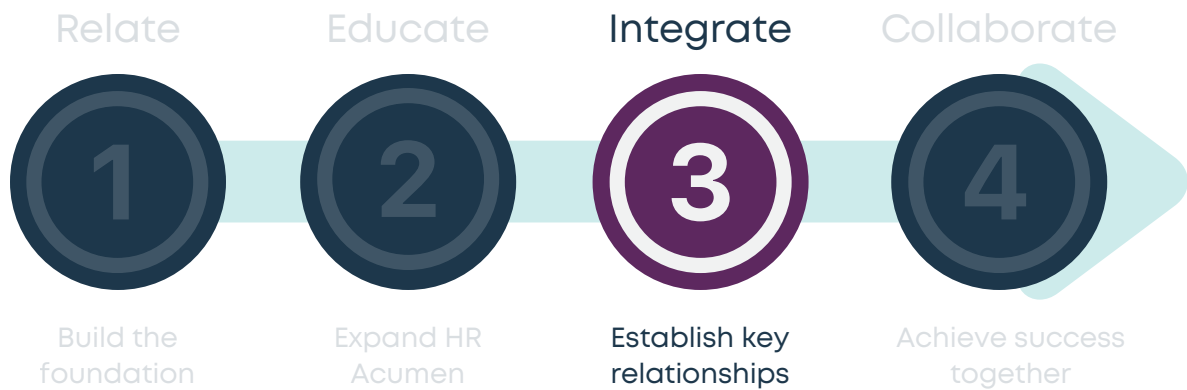 Relate
Educate
Integrate
Collaborate
1
2
3
4
Build the
foundation
Expand HR
Acumen
Establish key
relationships
Achieve success
together